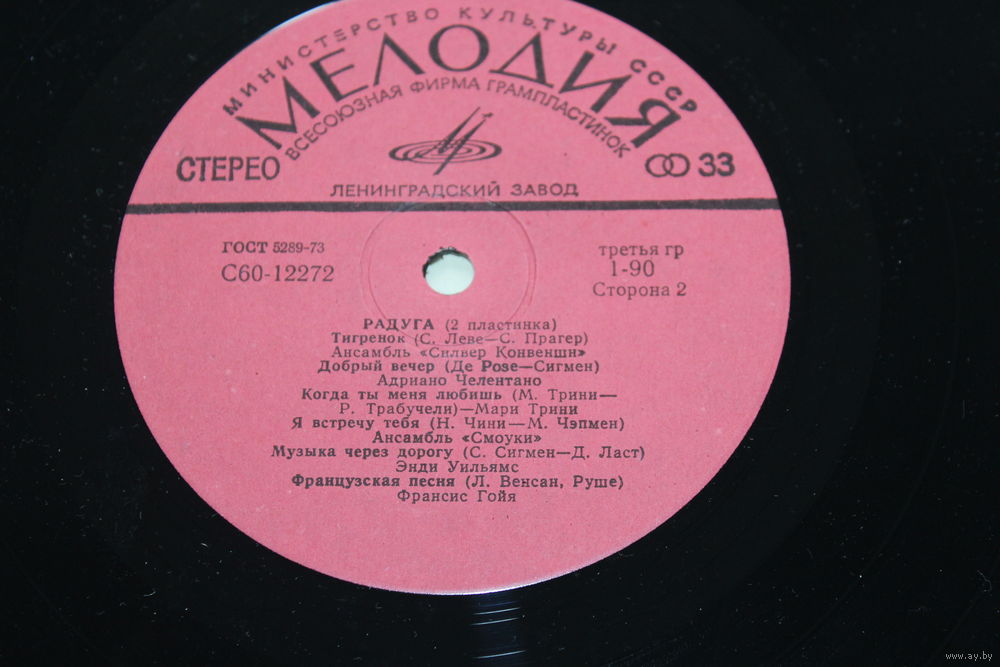 МИНИСТЕРСТВО КУЛЬТУРЫ СССР
МЕЛОДИЯ
ВСЕСОЮЗНАЯ ФИРМА ГРАМПЛАСТИНОК
СТЕРЕО
33
ЛЕНИНГРАДСКИЙ ЗАВОД
ГОСТ 5289-73
С60-12272
третья гр
1-90
Сторона 2
РАДУГА (2 пластинка)
Тигренок (С. Леве—С. Прагер)
Ансамбль «Силвер Конвеншн»
Добрый вечер (Де Розе—Сигмен)
Адриано Челентано
Когда ты меня любишь (М. Трини—
Р. Трабучели)—Мари Трини
Я встречу тебя (Н. Чини—М. Чэпмен)
Ансамбль «Смоуки»
Музыка через дорогу (С. Сигмен—Д. Ласт)
Энди Уильямс
Французская песня (Л. Венсан, Руше)
Франсис Гойя
www.ay.by